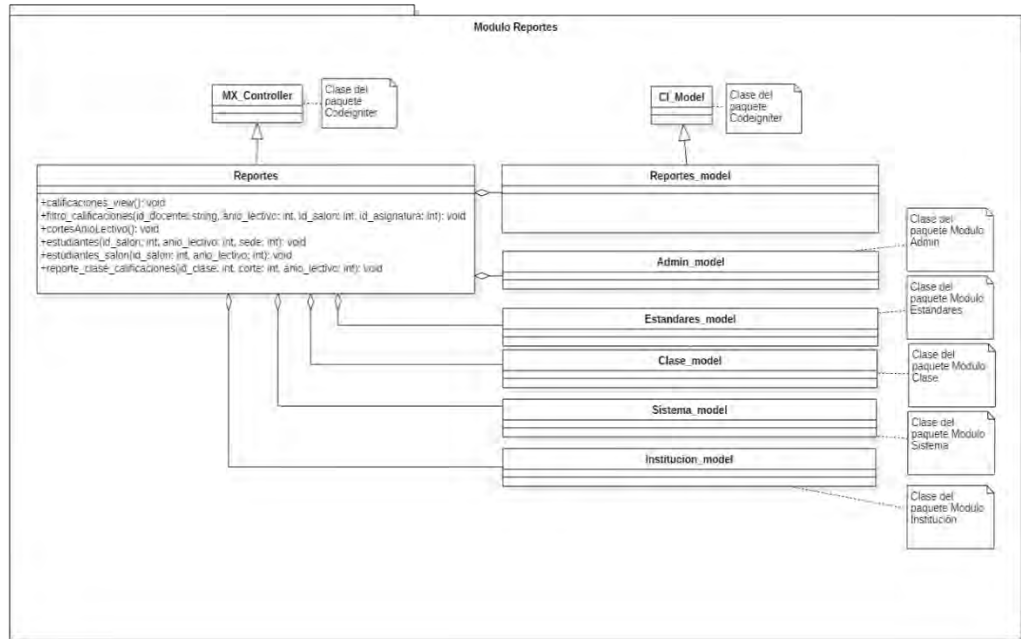 Modulo Reportes
MX_Controller
Clase del
paquete
Codeigniter
CI_Model
Clase del
paquete
Codeigniter
Reportes
+calificaciones_view(): void
+filtro_calificaciones(id_docente: string, anio_lectivo: int, id_salon: int, id_asignatura: int): void
+cortesAnioLectivo(): void
+estudiantes(id_salon: int, anio_lectivo: int, sede: int): void
+estudiantes_salon(id_salon: int, anio_lectivo: int): void
+reporte_clase_calificaciones(id_clase: int, corte: int, anio_lectivo: int): void
Reportes_model
Admin_model
Clase del
paquete Modulo
Admin
Estandares_model
Clase del
paquete Modulo
Estándares
Clase_model
Clase del
paquete Modulo
Clase
Sistema_model
Clase del
paquete Modulo
Sistema
Institucion_model
Clase del
paquete Modulo
Institución